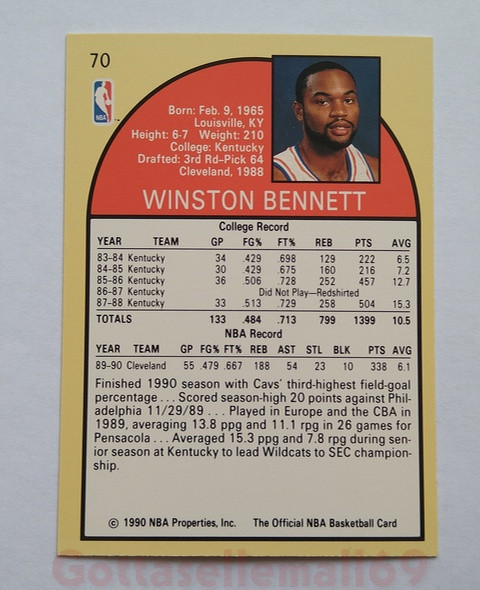 70
NBA
Born: Feb. 9, 1965
Louisville, KY
Height: 6-7 Weight: 210
College: Kentucky
Drafted: 3rd Rd-Pick 64
Cleveland, 1988
WINSTON BENNETT
College Record
YEAR TEAM GP FG% FT% REB PTS AVG
83-84 Kentucky 34 .429 .698 129 222 6.5
84-85 Kentucky 30 .429 .675 160 216 7.2
85-86 Kentucky 36 .506 .728 252 457 12.7
86-87 Kentucky Did Not Play—Redshirted
87-88 Kentucky 33 .513 .729 258 504 15.3
TOTALS 133 .484 .713 799 1399 10.5
NBA Record
YEAR TEAM GP FG% FT% REB AST STL BLK PTS AVG
89-90 Cleveland 55 .479 .667 188 54 23 10 338 6.1
Finished 1990 season with Cavs' third-highest field-goal
percentage . . . Scored season-high 20 points against Phil-
adelphia 11/29/89 . . . Played in Europe and the CBA in
1989, averaging 13.8 ppg and 11.1 rpg in 26 games for
Pensacola . . . Averaged 15.3 ppg and 7.8 rpg during sen-
ior season at Kentucky to lead Wildcats to SEC champion-
ship.
© 1990 NBA Properties, Inc. The Official NBA Basketball Card
Gottasellemall69